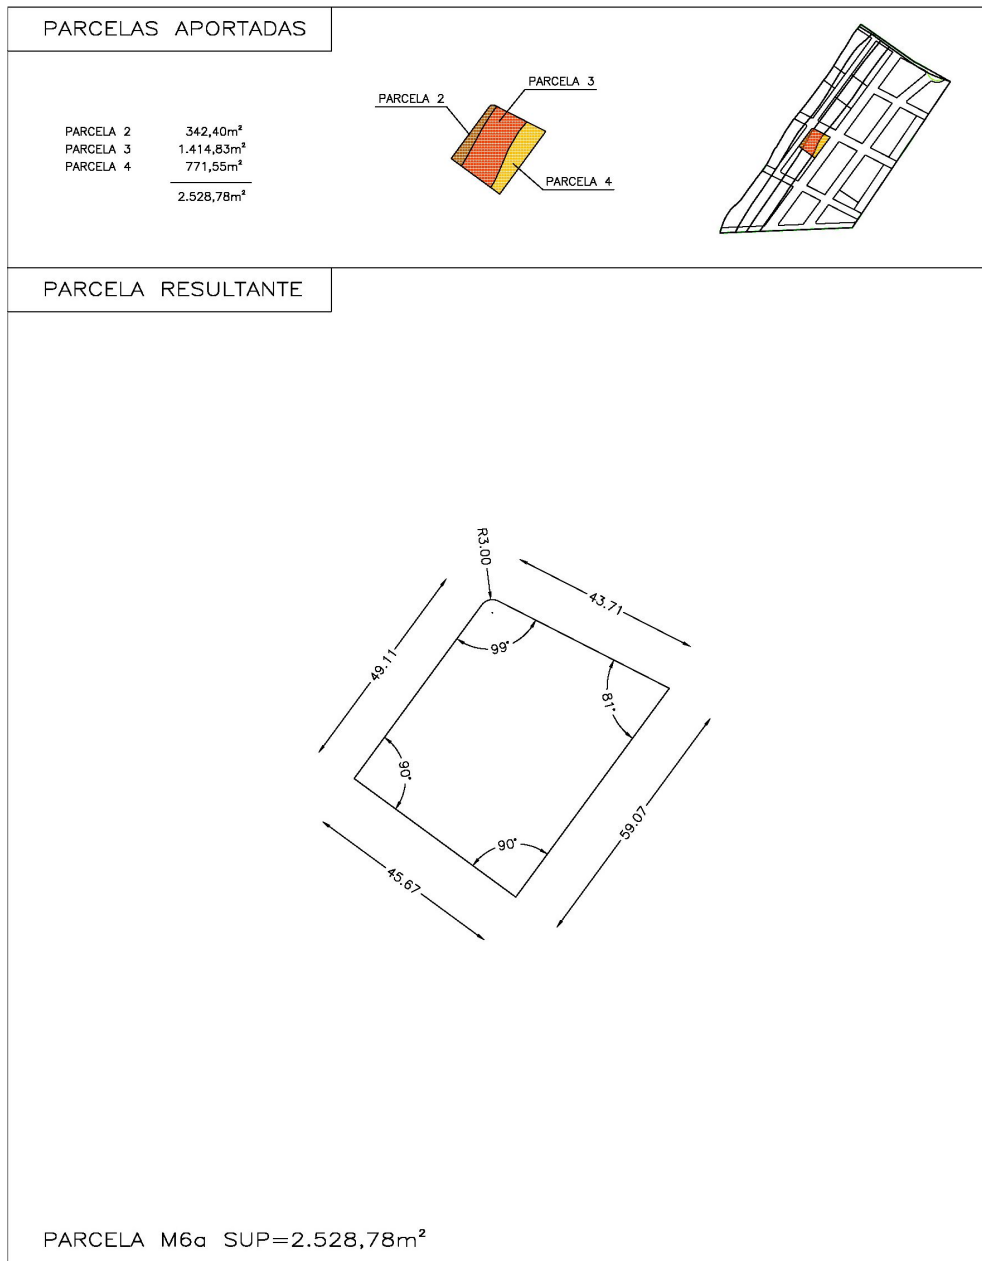 PARCELAS APORTADAS
PARCELA 2 342,40m²
PARCELA 3 1.414,83m²
PARCELA 4 771,55m²
2.528,78m²
PARCELA 2
PARCELA 3
PARCELA 4
PARCELA RESULTANTE
R3.00
43.71
99°
49.11
81°
90°
59.07
90°
45.67
PARCELA M6a SUP=2.528,78m²